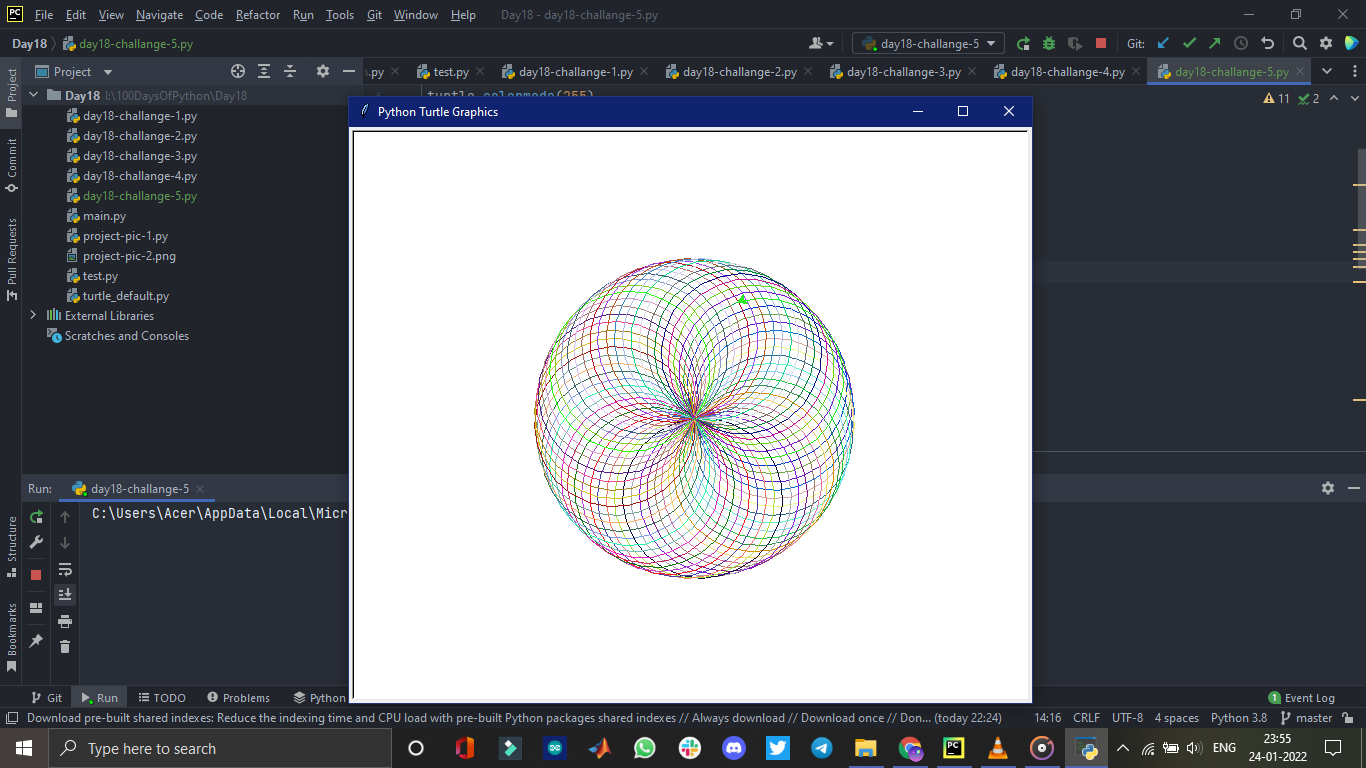 PC File Edit View Navigate Code Refactor Run Tools Git Window Help Day18 - day18-challange-5.py
Day18 day18-challange-5.py day18-challange-5 Git:
Project .py test.py day18-challange-1.py day18-challange-2.py day18-challange-3.py day18-challange-4.py day18-challange-5.py
Project
Day18 I:\100DaysOfPython\Day18
turtle.colormode(255)
11 2
day18-challange-1.py
day18-challange-2.py
day18-challange-3.py
day18-challange-4.py
day18-challange-5.py
main.py
project-pic-1.py
project-pic-2.png
test.py
turtle_default.py
External Libraries
Scratches and Consoles
Commit
Pull Requests
Python Turtle Graphics
Run: day18-challange-5
C:\Users\Acer\AppData\Local\Micr
Structure
Bookmarks
Git Run TODO Problems Python 1 Event Log
Download pre-built shared indexes: Reduce the indexing time and CPU load with pre-built Python packages shared indexes // Always download // Download once // Don... (today 22:24) 14:16 CRLF UTF-8 4 spaces Python 3.8 master
Type here to search PC ENG 23:55
24-01-2022